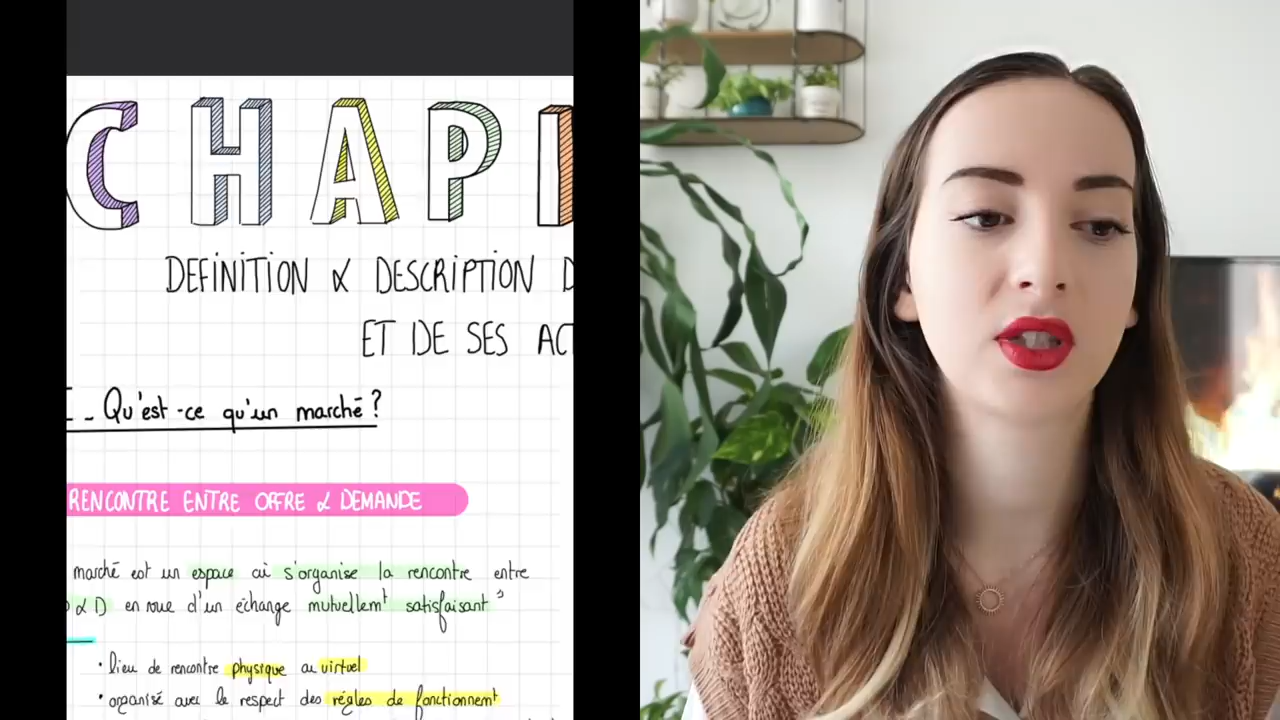 CHAPI
DEFINITION & DESCRIPTION D
ET DE SES AC
I - Qu'est-ce qu'un marché ?
RENCONTRE ENTRE OFFRE & DEMANDE
marché est un espace où s'organise la rencontre entre
& D en vue d'un échange mutuellemt satisfaisant
• lieu de rencontre physique ou virtuel
• organisé avec le respect des règles de fonctionnemt